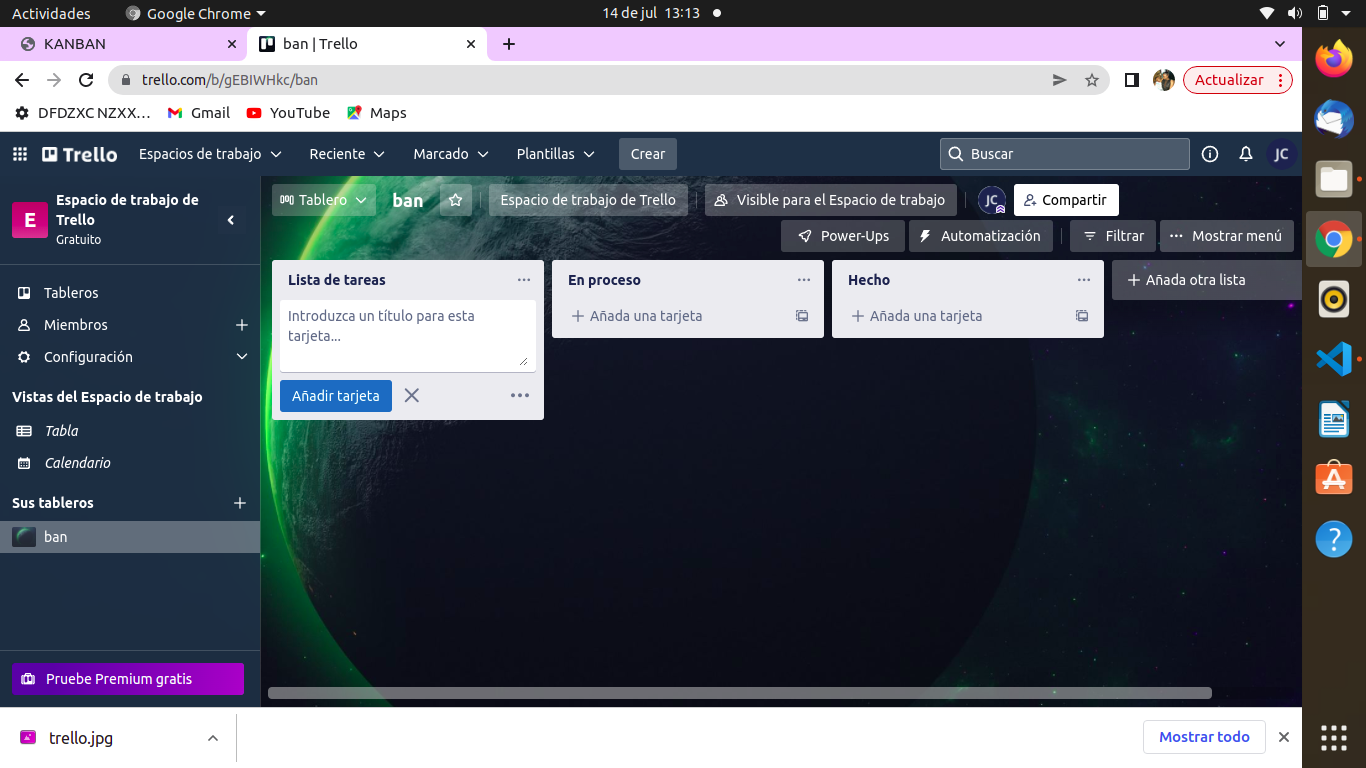 Actividades
Google Chrome
14 de jul 13:13
KANBAN
ban | Trello
trello.com/b/gEBIWHkc/ban
Actualizar
DFDZXC NZXX...
Gmail
YouTube
Maps
Trello
Espacios de trabajo
Reciente
Marcado
Plantillas
Crear
Buscar
JC
E
Espacio de trabajo de
Trello
Gratuito
Tablero
ban
Espacio de trabajo de Trello
Visible para el Espacio de trabajo
JC
Compartir
Power-Ups
Automatización
Filtrar
Mostrar menú
Tableros
Miembros
Configuración
Vistas del Espacio de trabajo
Tabla
Calendario
Sus tableros
ban
Pruebe Premium gratis
Lista de tareas
Introduzca un título para esta
tarjeta...
Añadir tarjeta
En proceso
Añada una tarjeta
Hecho
Añada una tarjeta
Añada otra lista
trello.jpg
Mostrar todo